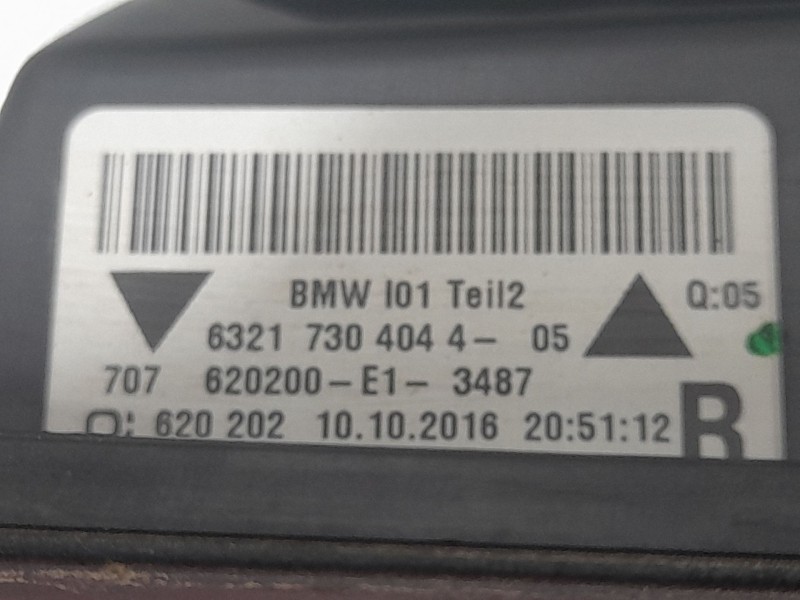 BMW I01 Teil2
Q:05
6321 730 404 4- 05
707 620200-E1- 3487
O: 620 202 10.10.2016 20:51:12 R